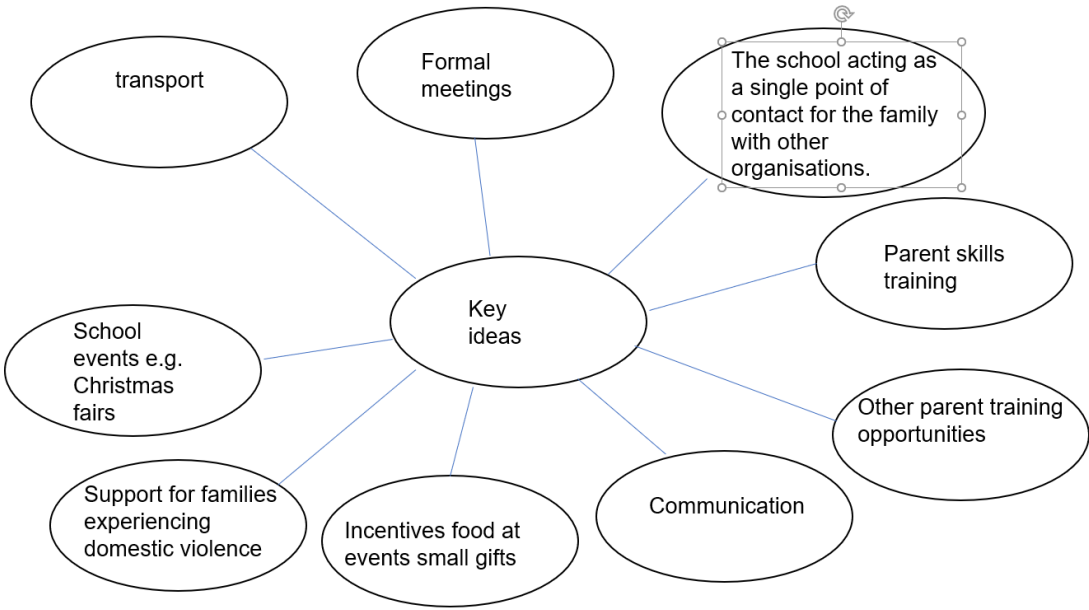 transport
Formal
meetings
The school acting as
a single point of
contact for the family
with other
organisations.
Parent skills
training
Key
ideas
School
events e.g.
Christmas
fairs
Other parent training
opportunities
Support for families
experiencing
domestic violence
Incentives food at
events small gifts
Communication